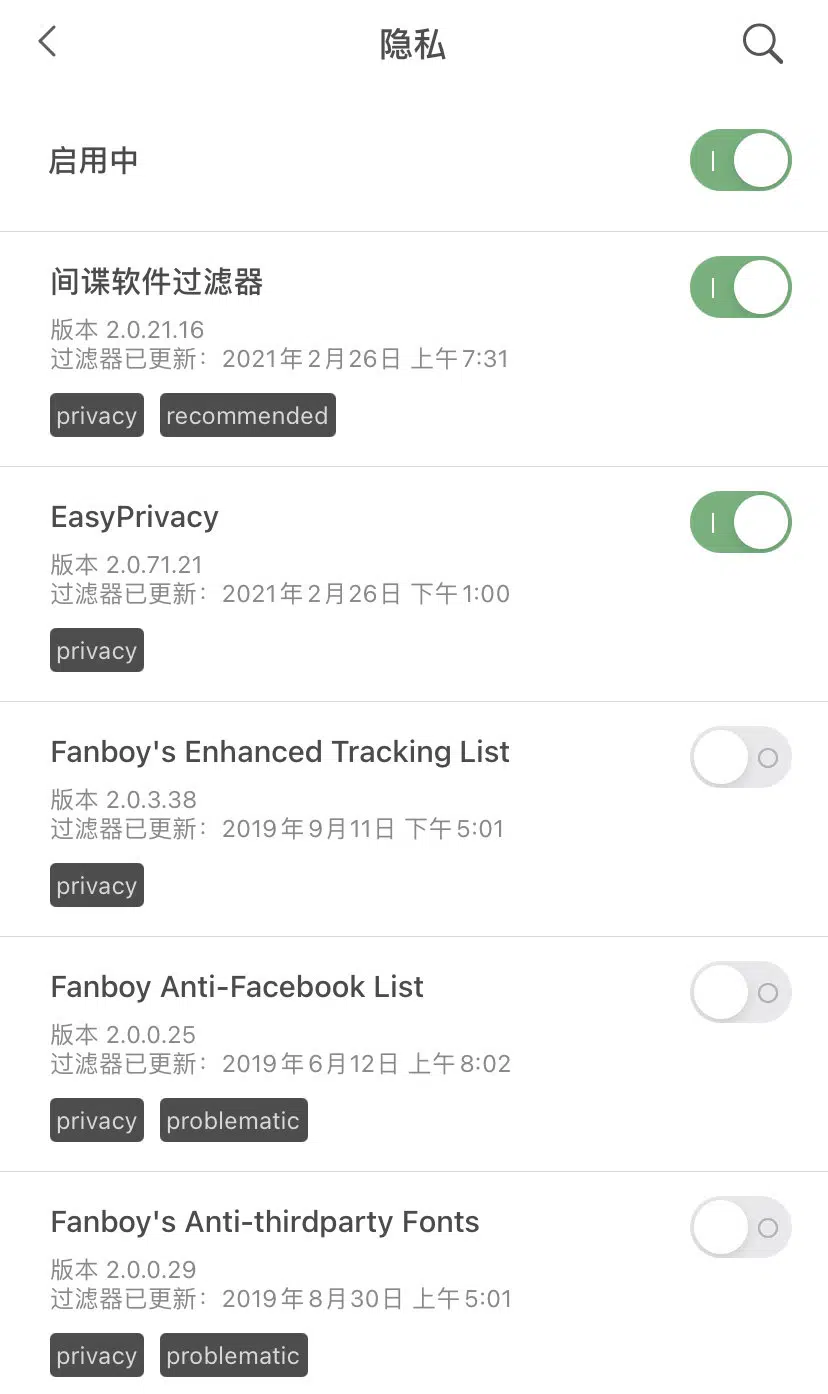 隐私
启用中
间谍软件过滤器
版本 2.0.21.16
过滤器已更新：2021年2月26日 上午7:31
privacy recommended
EasyPrivacy
版本 2.0.71.21
过滤器已更新：2021年2月26日 下午1:00
privacy
Fanboy's Enhanced Tracking List
版本 2.0.3.38
过滤器已更新：2019年9月11日 下午5:01
privacy
Fanboy Anti-Facebook List
版本 2.0.0.25
过滤器已更新：2019年6月12日 上午8:02
privacy problematic
Fanboy's Anti-thirdparty Fonts
版本 2.0.0.29
过滤器已更新：2019年8月30日 上午5:01
privacy problematic